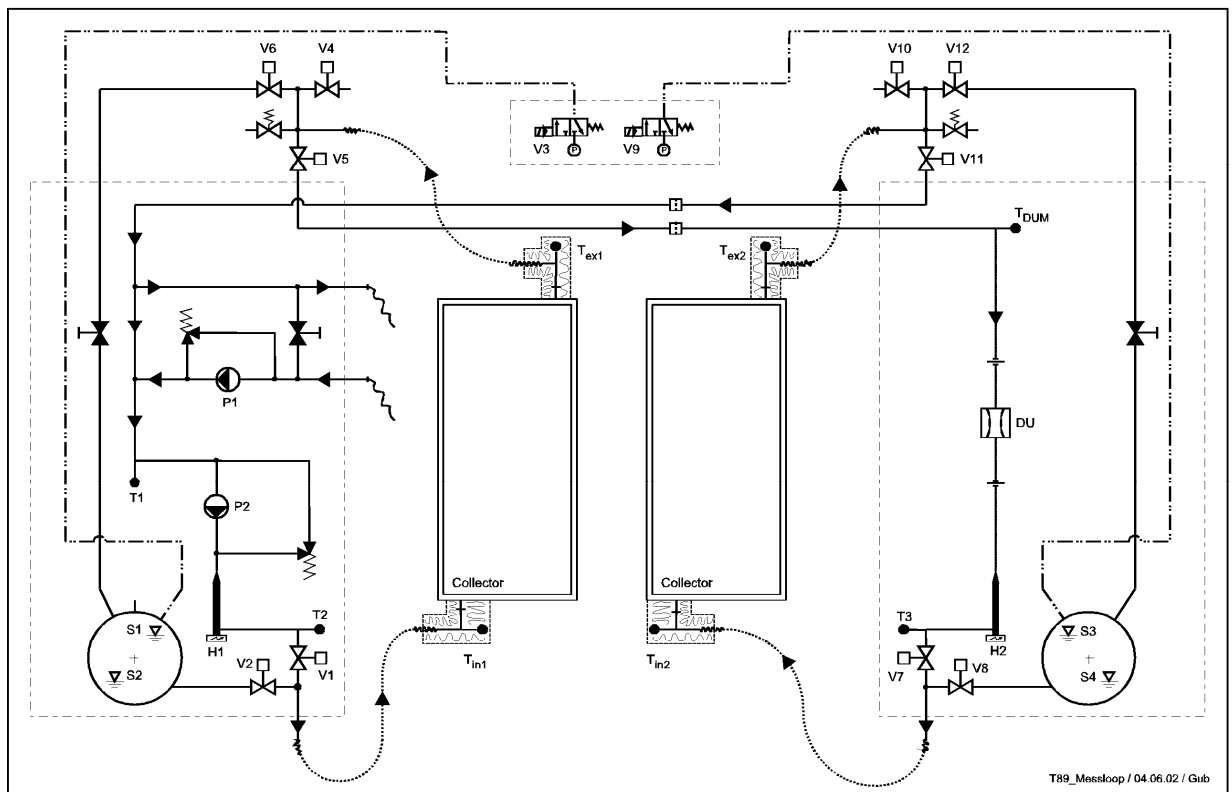 V6 V4
V10 V12
V3 P
V9 P
V5
V11
T_DUM
T_ex1
T_ex2
P1
DU
T1
P2
Collector
Collector
S1
S2
H1
T2
V2
V1
T_in1
T_in2
T3
H2
V7
V8
S3
S4
T89_Messloop / 04.06.02 / Gub